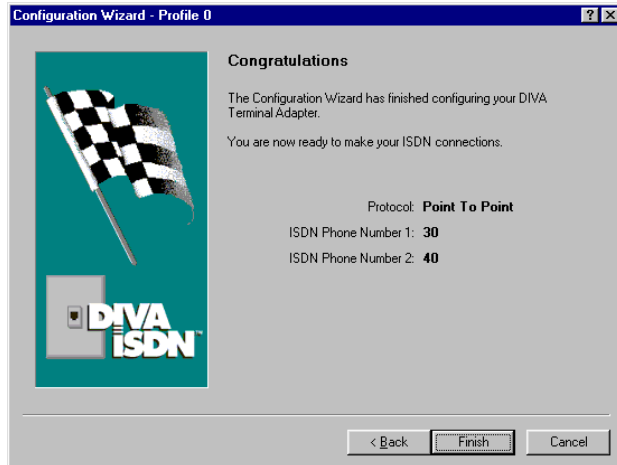 Configuration Wizard - Profile 0
Congratulations
The Configuration Wizard has finished configuring your DIVA
Terminal Adapter.
You are now ready to make your ISDN connections.
Protocol: Point To Point
ISDN Phone Number 1: 30
ISDN Phone Number 2: 40
DIVA
ISDN™
< Back
Finish
Cancel